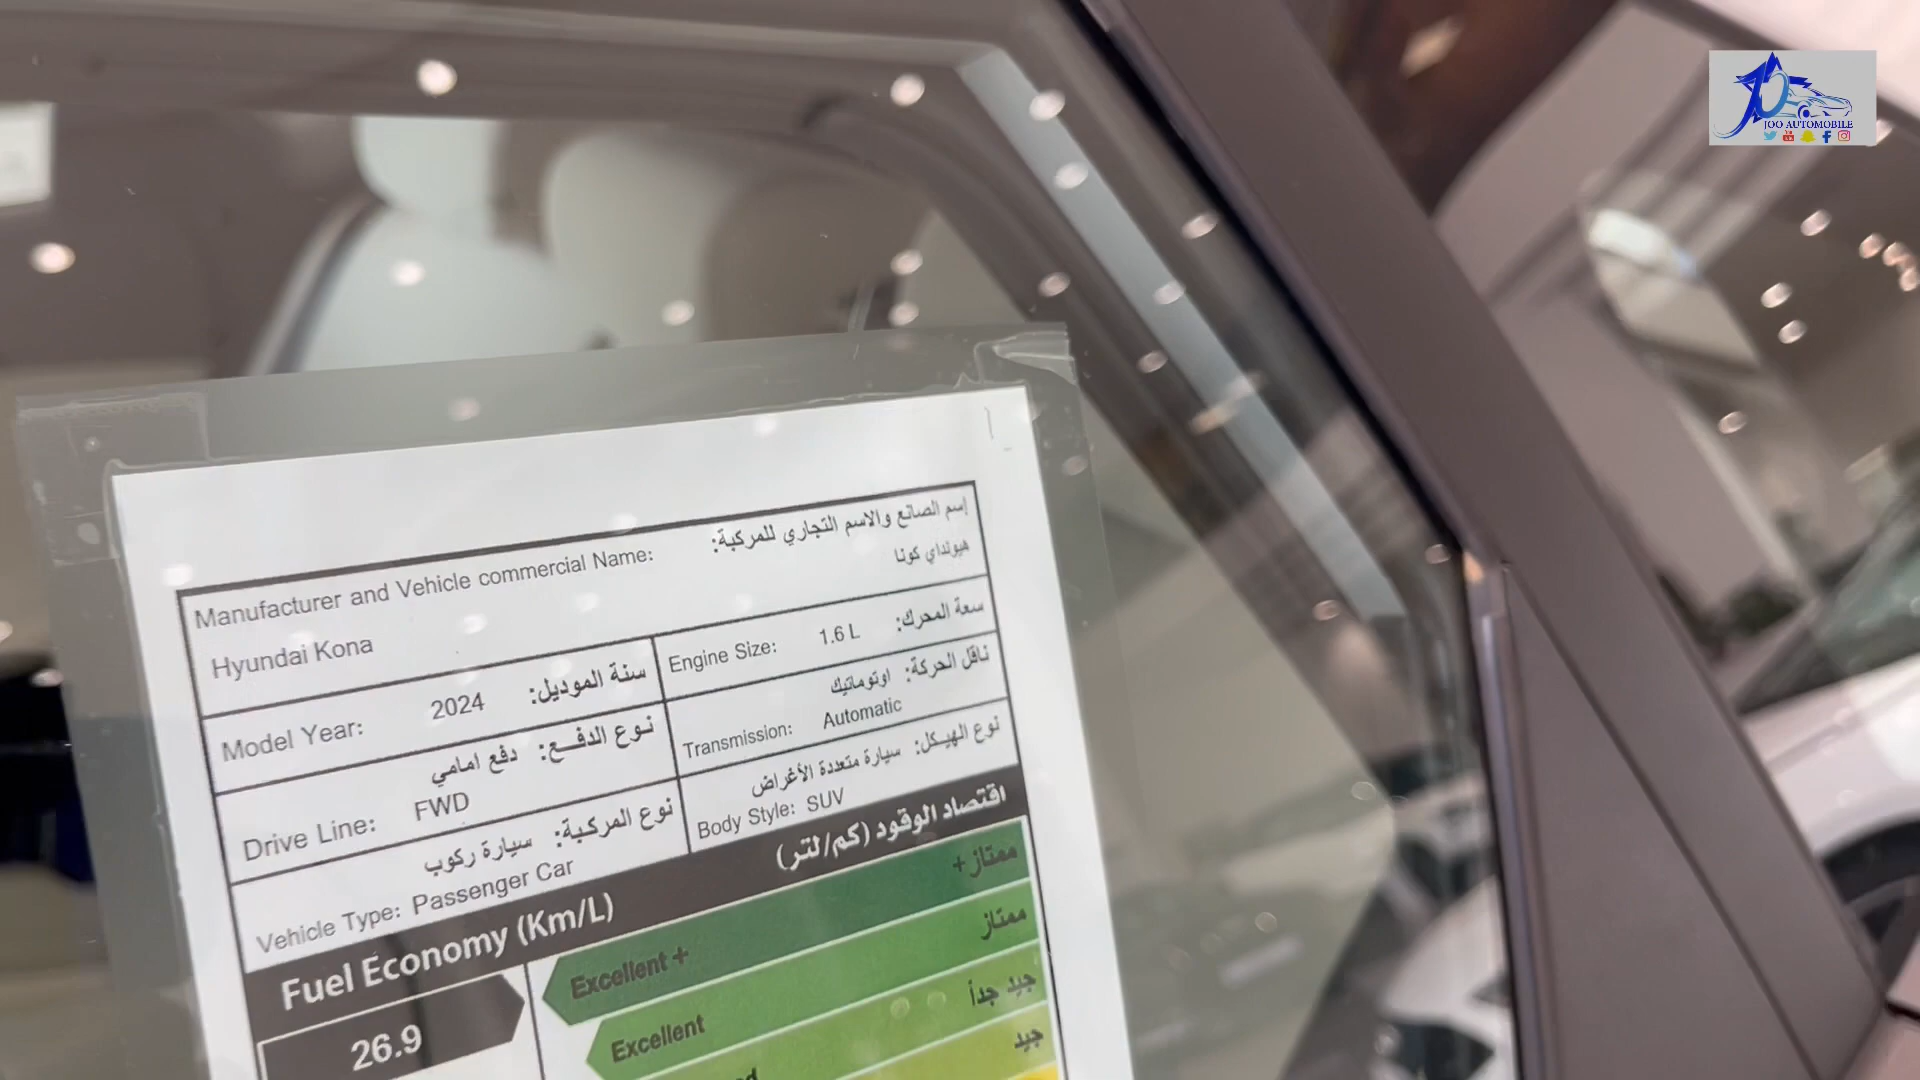 JOO AUTOMOBILE
إسم الصانع والاسم التجاري للمركبة:
Manufacturer and Vehicle commercial Name:
هيونداي كونا
Hyundai Kona
Model Year: 2024 سنة الموديل:
Engine Size: 1.6 L سعة المحرك:
نوع الدفع: دفع امامي
Drive Line: FWD
ناقل الحركة: اوتوماتيك
Transmission: Automatic
نوع المركبة: سيارة ركوب
Vehicle Type: Passenger Car
نوع الهيكل: سيارة متعددة الأغراض
Body Style: SUV
Fuel Economy (Km/L) اقتصاد الوقود (كم/لتر)
26.9
Excellent + ممتاز+
Excellent ممتاز
جيد جداً
جيد